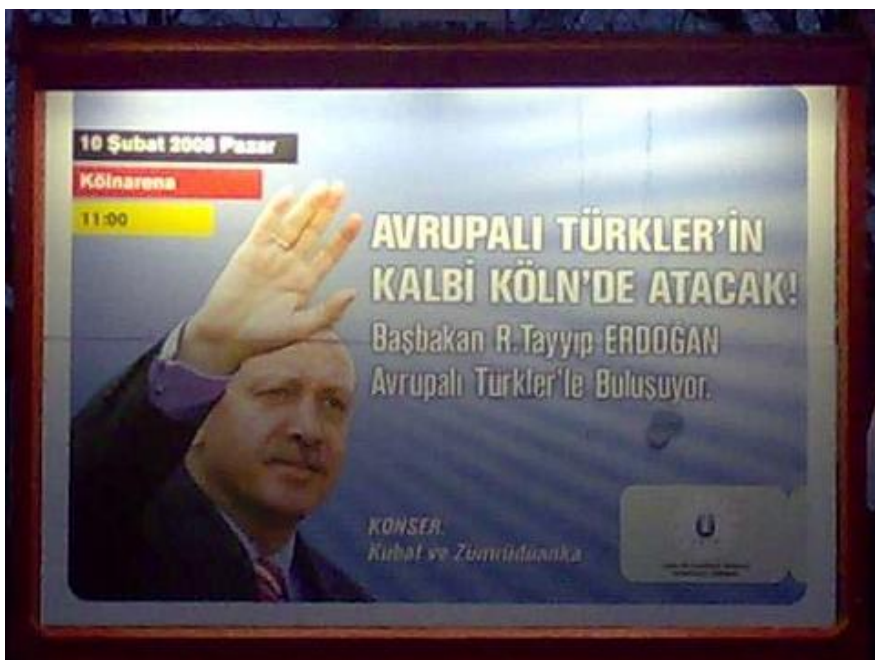 10 Şubat 2008 Pazar
Kölnarena
11:00
AVRUPALI TÜRKLER'İN
KALBİ KÖLN'DE ATACAK!
Başbakan R.Tayyip ERDOĞAN
Avrupalı Türkler'le Buluşuyor.
KONSER
Kubat ve Zümrüdüanka